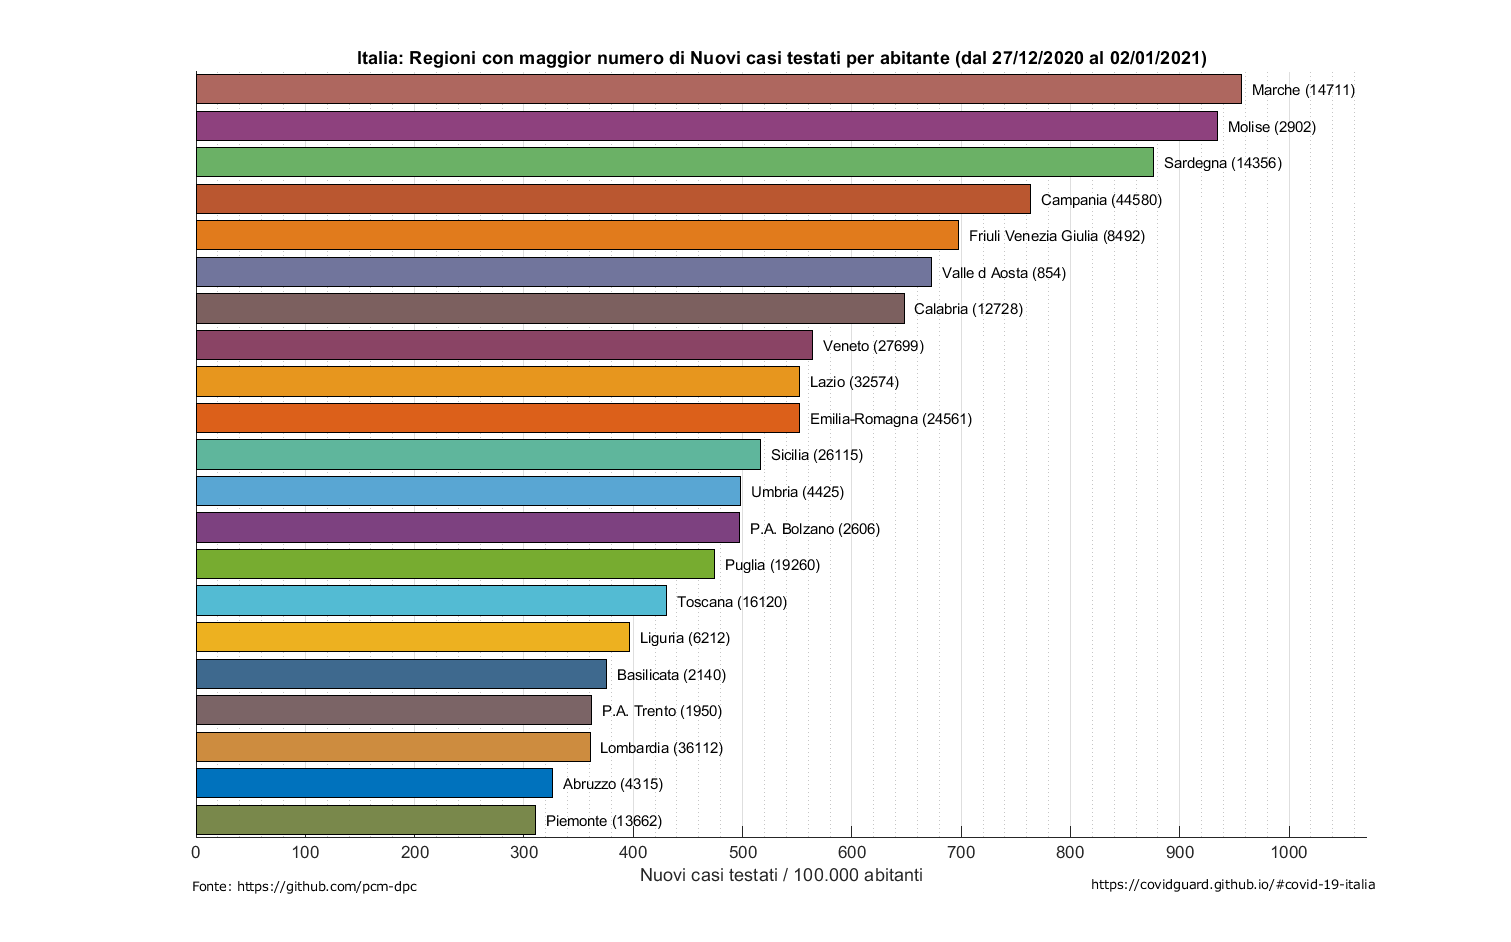 Italia: Regioni con maggior numero di Nuovi casi testati per abitante (dal 27/12/2020 al 02/01/2021)
Marche (14711)
Molise (2902)
Sardegna (14356)
Campania (44580)
Friuli Venezia Giulia (8492)
Valle d Aosta (854)
Calabria (12728)
Veneto (27699)
Lazio (32574)
Emilia-Romagna (24561)
Sicilia (26115)
Umbria (4425)
P.A. Bolzano (2606)
Puglia (19260)
Toscana (16120)
Liguria (6212)
Basilicata (2140)
P.A. Trento (1950)
Lombardia (36112)
Abruzzo (4315)
Piemonte (13662)
0 100 200 300 400 500 600 700 800 900 1000
Nuovi casi testati / 100.000 abitanti
Fonte: https://github.com/pcm-dpc
https://covidguard.github.io/#covid-19-italia